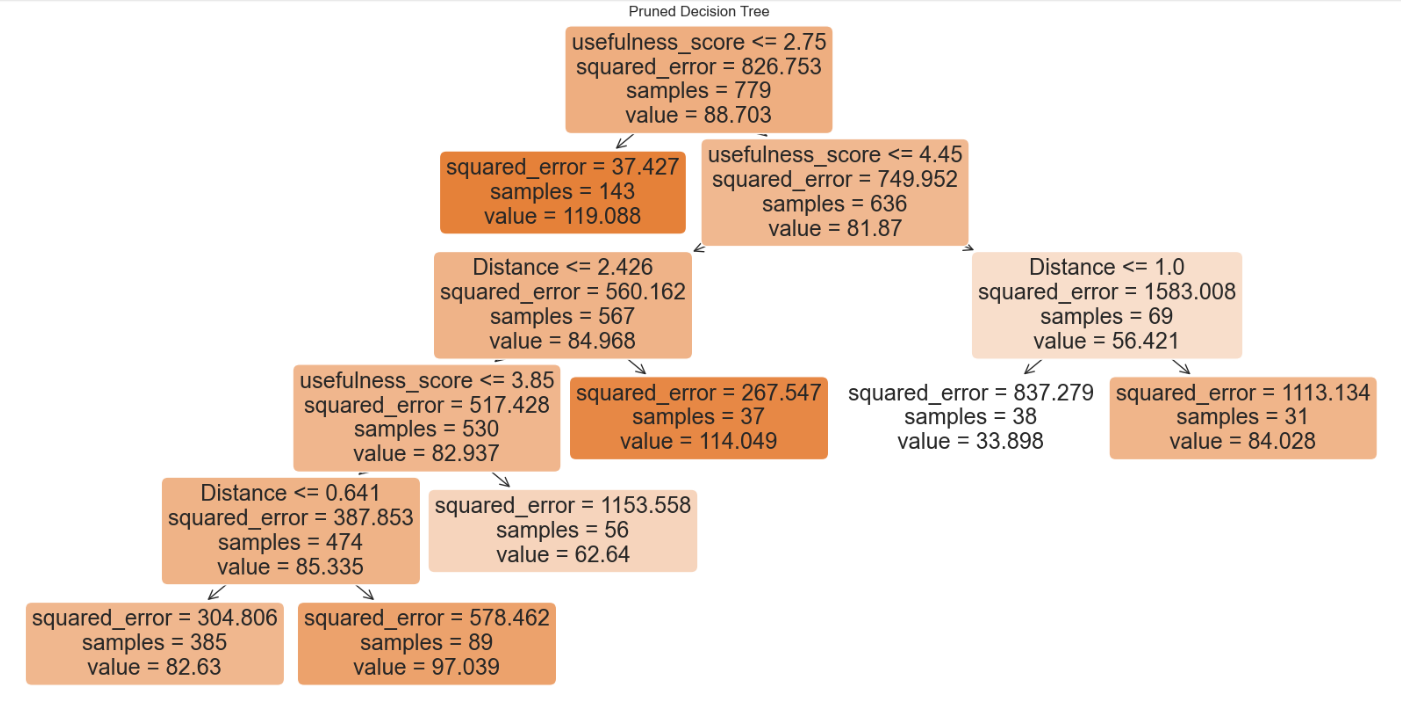 Pruned Decision Tree
usefulness_score <= 2.75
squared_error = 826.753
samples = 779
value = 88.703
squared_error = 37.427
samples = 143
value = 119.088
usefulness_score <= 4.45
squared_error = 749.952
samples = 636
value = 81.87
Distance <= 2.426
squared_error = 560.162
samples = 567
value = 84.968
Distance <= 1.0
squared_error = 1583.008
samples = 69
value = 56.421
usefulness_score <= 3.85
squared_error = 517.428
samples = 530
value = 82.937
squared_error = 267.547
samples = 37
value = 114.049
squared_error = 837.279
samples = 38
value = 33.898
squared_error = 1113.134
samples = 31
value = 84.028
Distance <= 0.641
squared_error = 387.853
samples = 474
value = 85.335
squared_error = 1153.558
samples = 56
value = 62.64
squared_error = 304.806
samples = 385
value = 82.63
squared_error = 578.462
samples = 89
value = 97.039